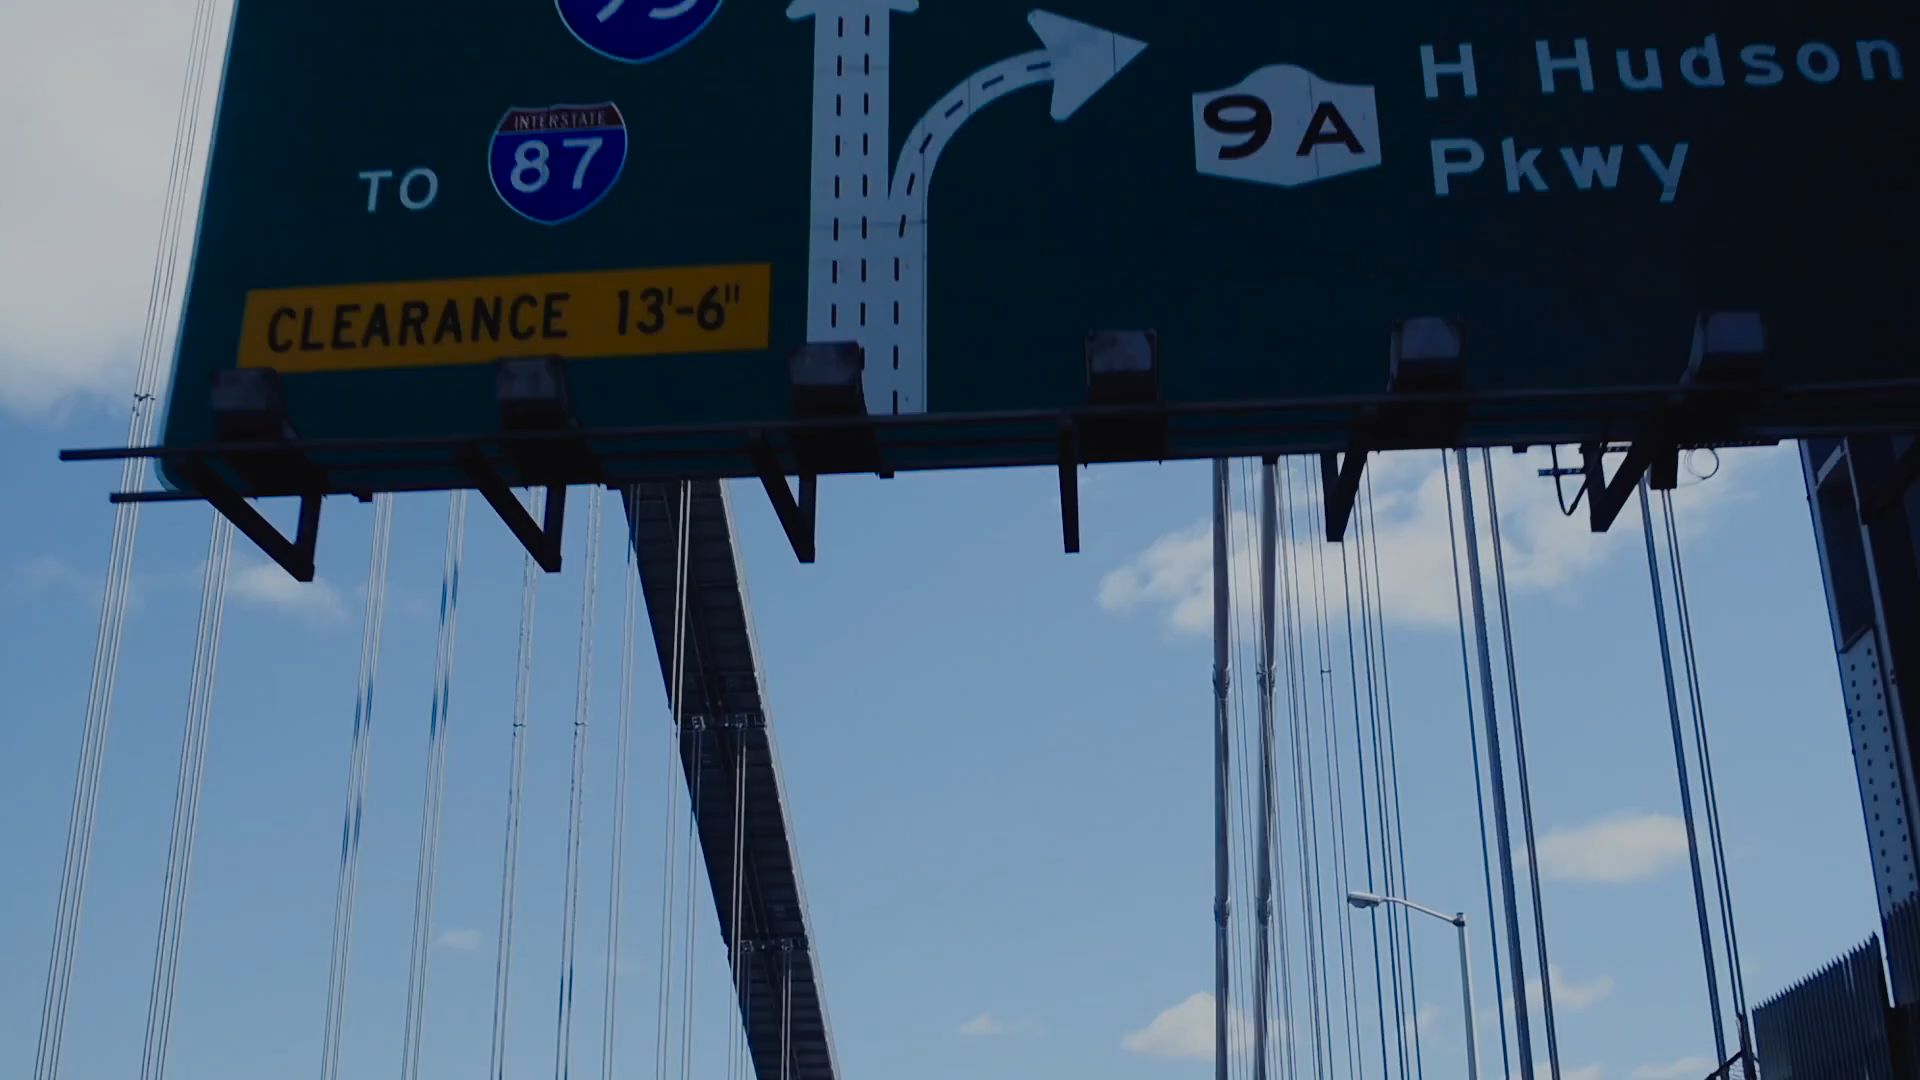 INTERSTATE
TO 87
CLEARANCE 13'-6"
9A
H Hudson
Pkwy